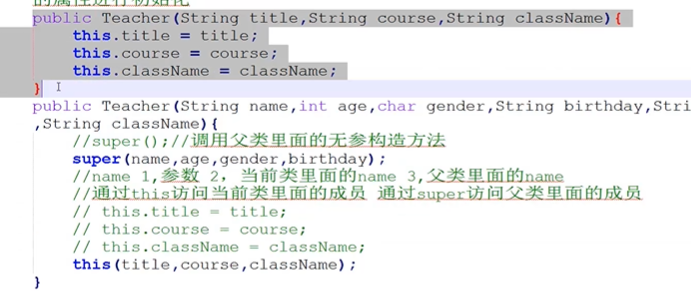 的属性进行初始化
public Teacher(String title,String course,String className){
this.title = title;
this.course = course;
this.className = className;
}
public Teacher(String name,int age,char gender,String birthday,Stri
,String className){
//super();//调用父类里面的无参构造方法
super(name,age,gender,birthday);
//name 1,参数 2, 当前类里面的name 3,父类里面的name
//通过this访问当前类里面的成员 通过super访问父类里面的成员
// this.title = title;
// this.course = course;
// this.className = className;
this(title,course,className);
}